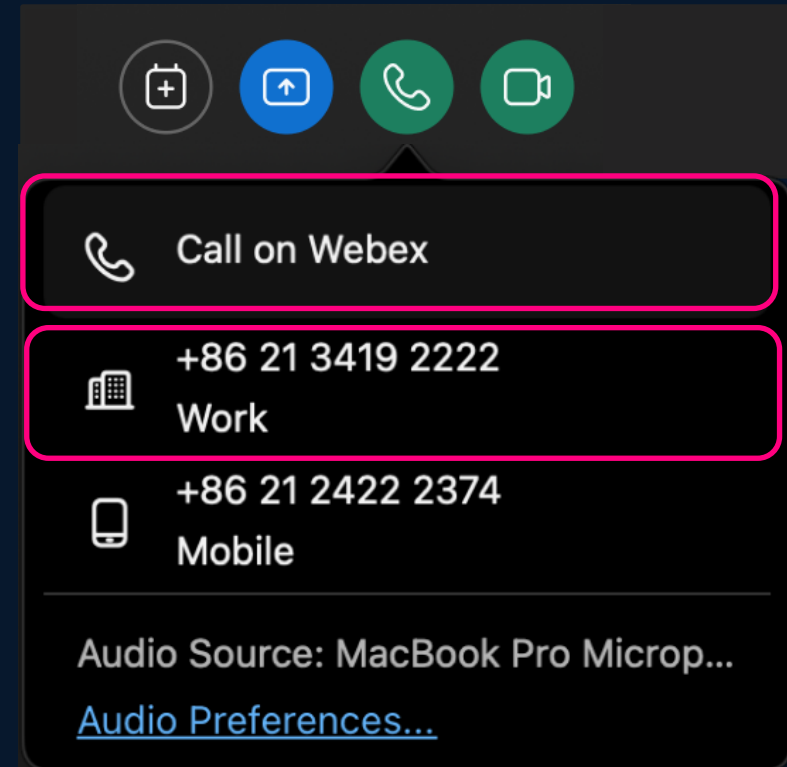 Call on Webex
+86 21 3419 2222
Work
+86 21 2422 2374
Mobile
Audio Source: MacBook Pro Microp...
Audio Preferences...